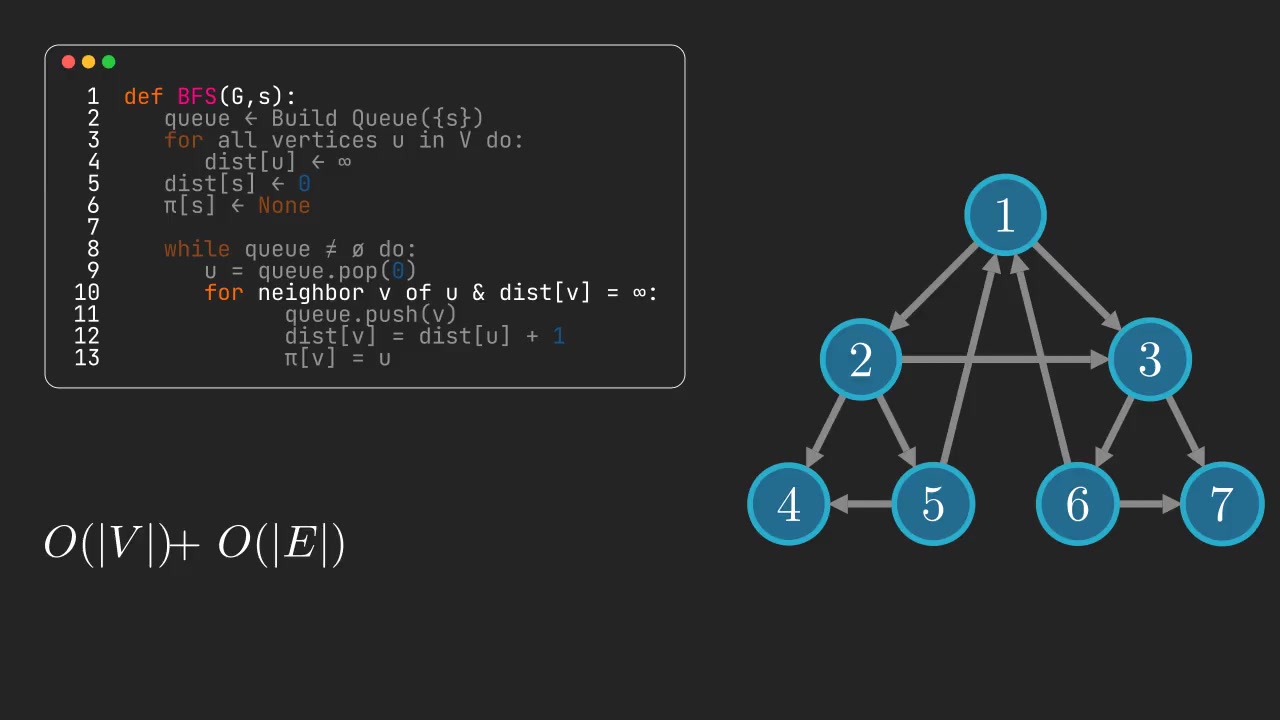 1 def BFS(G,s):
2 queue ← Build Queue({s})
3 for all vertices u in V do:
4 dist[u] ← ∞
5 dist[s] ← 0
6 π[s] ← None
7
8 while queue ≠ ø do:
9 u = queue.pop(0)
10 for neighbor v of u & dist[v] = ∞:
11 queue.push(v)
12 dist[v] = dist[u] + 1
13 π[v] = u
1
2 3
4 5 6 7
O(|V|)+ O(|E|)